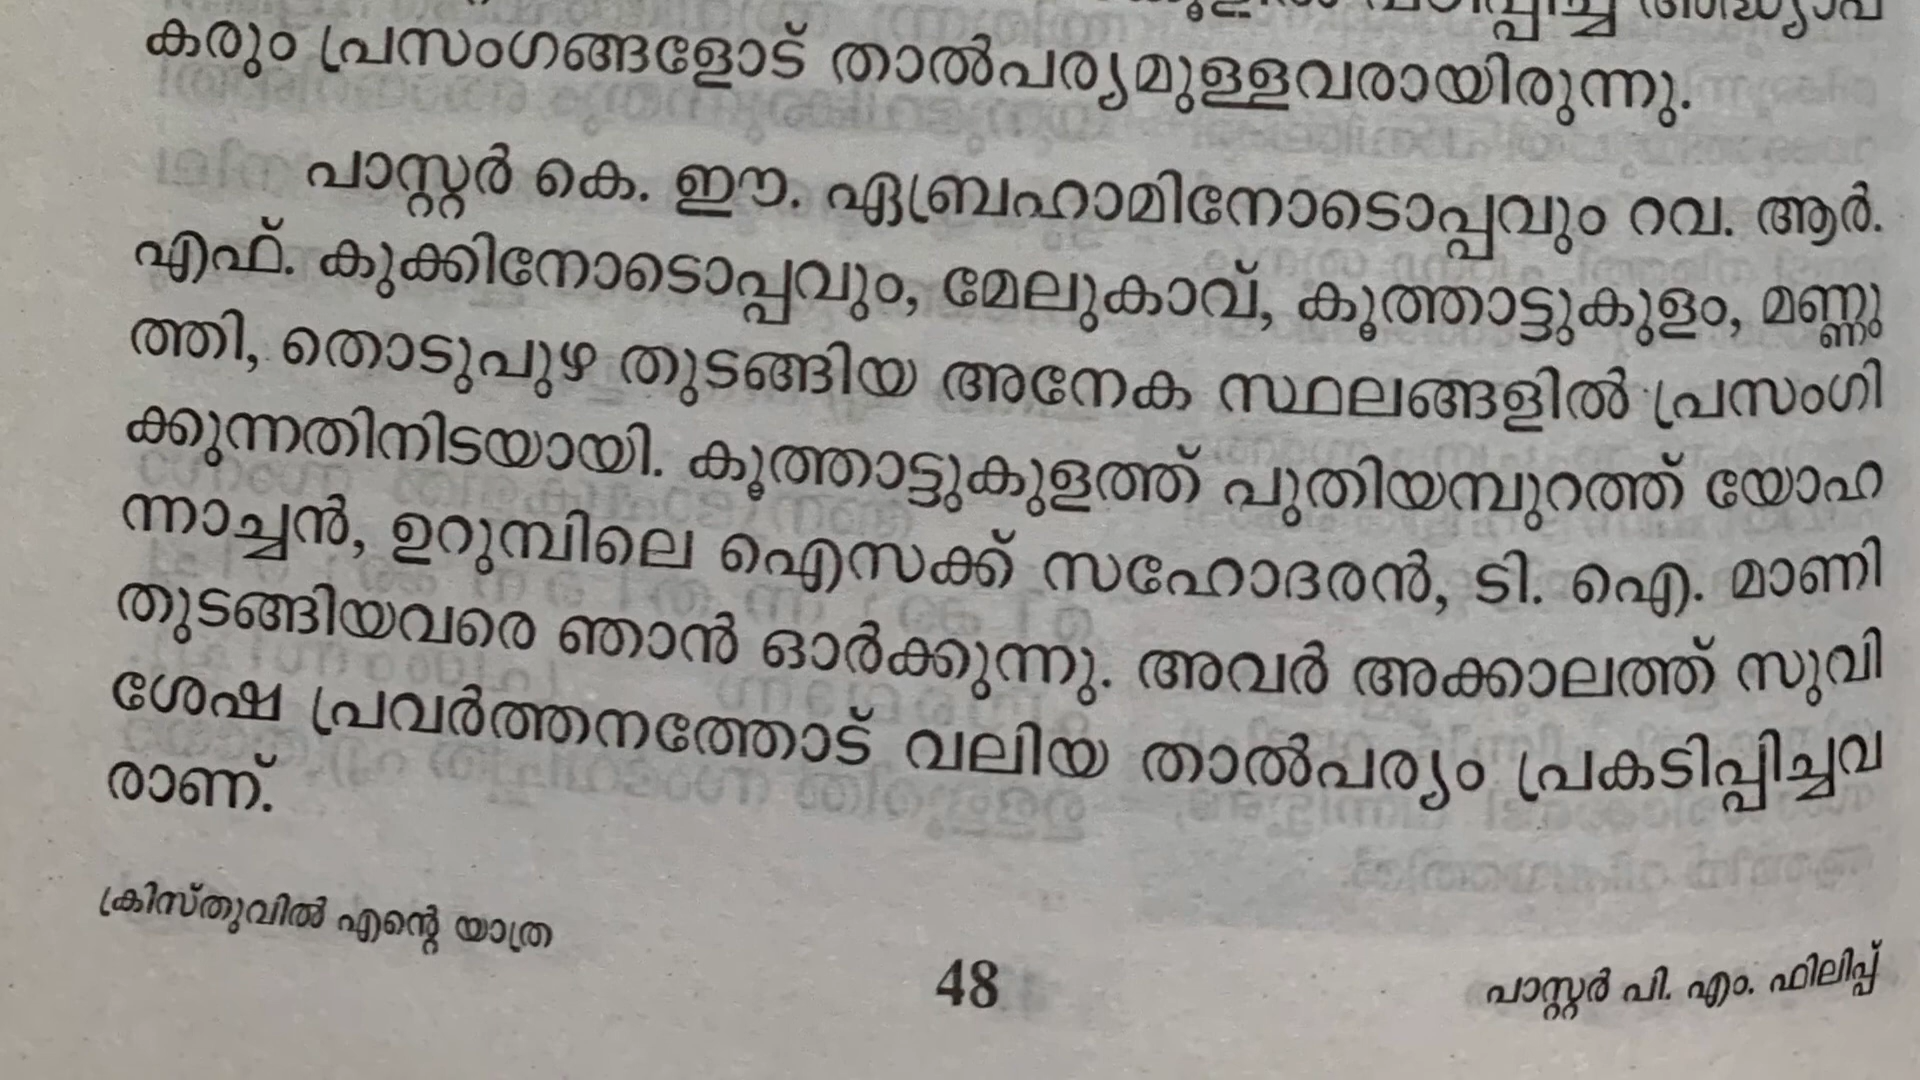 പഠിപ്പിച്ച അദ്ധ്യാപ
കരും പ്രസംഗങ്ങളോട് താൽപര്യമുള്ളവരായിരുന്നു.
പാസ്റ്റർ കെ. ഈ. ഏബ്രഹാമിനോടൊപ്പവും റവ. ആർ.
എഫ്. കുക്കിനോടൊപ്പവും, മേലുകാവ്, കൂത്താട്ടുകുളം, മണ്ണു
ത്തി, തൊടുപുഴ തുടങ്ങിയ അനേക സ്ഥലങ്ങളിൽ പ്രസംഗി
ക്കുന്നതിനിടയായി. കൂത്താട്ടുകുളത്ത് പുതിയമ്പുറത്ത് യോഹ
ന്നാച്ചൻ, ഉറുമ്പിലെ ഐസക്ക് സഹോദരൻ, ടി. ഐ. മാണി
തുടങ്ങിയവരെ ഞാൻ ഓർക്കുന്നു. അവർ അക്കാലത്ത് സുവി
ശേഷ പ്രവർത്തനത്തോട് വലിയ താൽപര്യം പ്രകടിപ്പിച്ചവ
രാണ്.
ക്രിസ്തുവിൽ എന്റെ യാത്ര
48
പാസ്റ്റർ പി. എം. ഫിലിപ്പ്